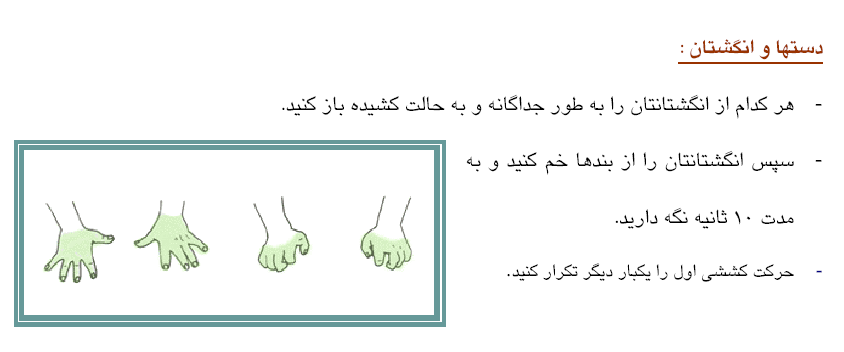 دستها و انگشتان :
- هر کدام از انگشتانتان را به طور جداگانه و به حالت کشیده باز کنید.
- سپس انگشتانتان را از بندها خم کنید و به
مدت ۱۰ ثانیه نگه دارید.
- حرکت کششی اول را یکبار دیگر تکرار کنید.